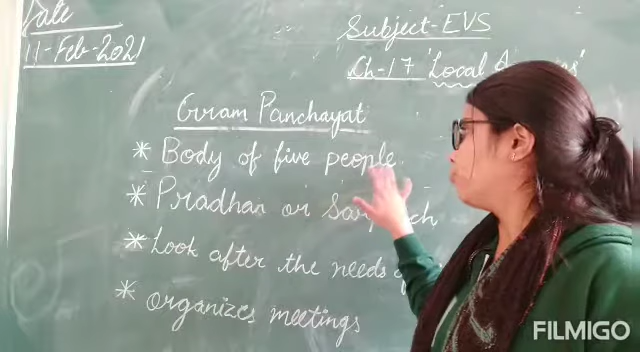 Date
11-Feb-2021
Subject-EVS
Ch-17 'Local
Gram Panchayat
* Body of five people
* Pradhan or
* Look after the needs
* organizes meetings
FILMIGO